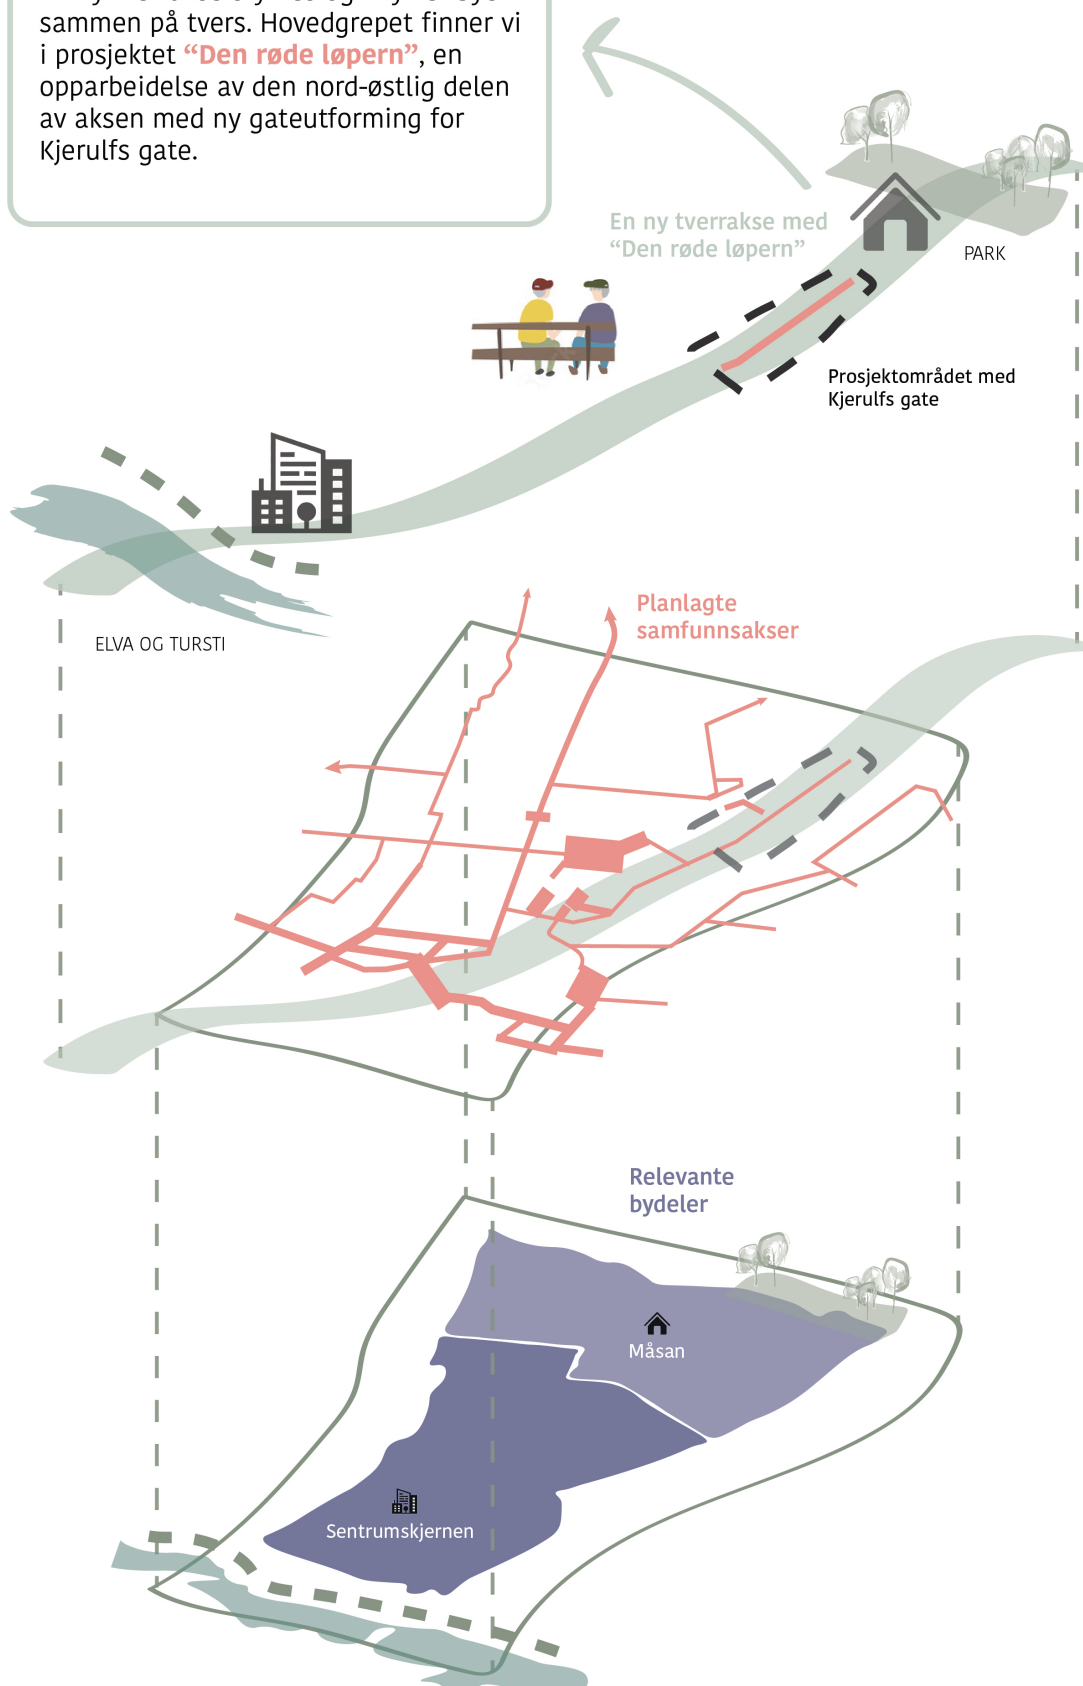 sammen på tvers. Hovedgrepet finner vi
i prosjektet “Den røde løpern”, en
opparbeidelse av den nord-østlig delen
av aksen med ny gateutforming for
Kjerulfs gate.
En ny tverrakse med
“Den røde løpern”
PARK
Prosjektområdet med
Kjerulfs gate
ELVA OG TURSTI
Planlagte
samfunnsakser
Relevante
bydeler
Måsan
Sentrumskjernen